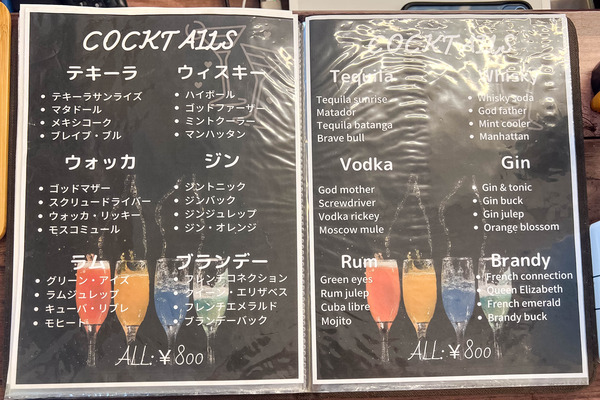 COCKTAILS
テキーラ
・テキーラサンライズ
・マタドール
・メキシコーク
・ブレイブ・ブル
ウィスキー
・ハイボール
・ゴッドファーザー
・ミントクーラー
・マンハッタン
ウォッカ
・ゴッドマザー
・スクリュードライバー
・ウォッカ・リッキー
・モスコミュール
ジン
・ジントニック
・ジンバック
・ジンジュレップ
・ジン・オレンジ
ラム
・グリーン・アイズ
・ラムジュレップ
・キューバ・リブレ
・モヒート
ブランデー
・フレンチコネクション
・クイーン・エリザベス
・フレンチエメラルド
・ブランデーバック
ALL: ¥800
COCKTAILS
Tequila
Tequila sunrise
Matador
Tequila batanga
Brave bull
Whisky
• Whisky soda
• God father
• Mint cooler
• Manhattan
Vodka
God mother
Screwdriver
Vodka rickey
Moscow mule
Gin
• Gin & tonic
• Gin buck
• Gin julep
• Orange blossom
Rum
Green eyes
Rum julep
Cuba libre
Mojito
Brandy
• French connection
• Queen Elizabeth
• French emerald
• Brandy buck
ALL: ¥800